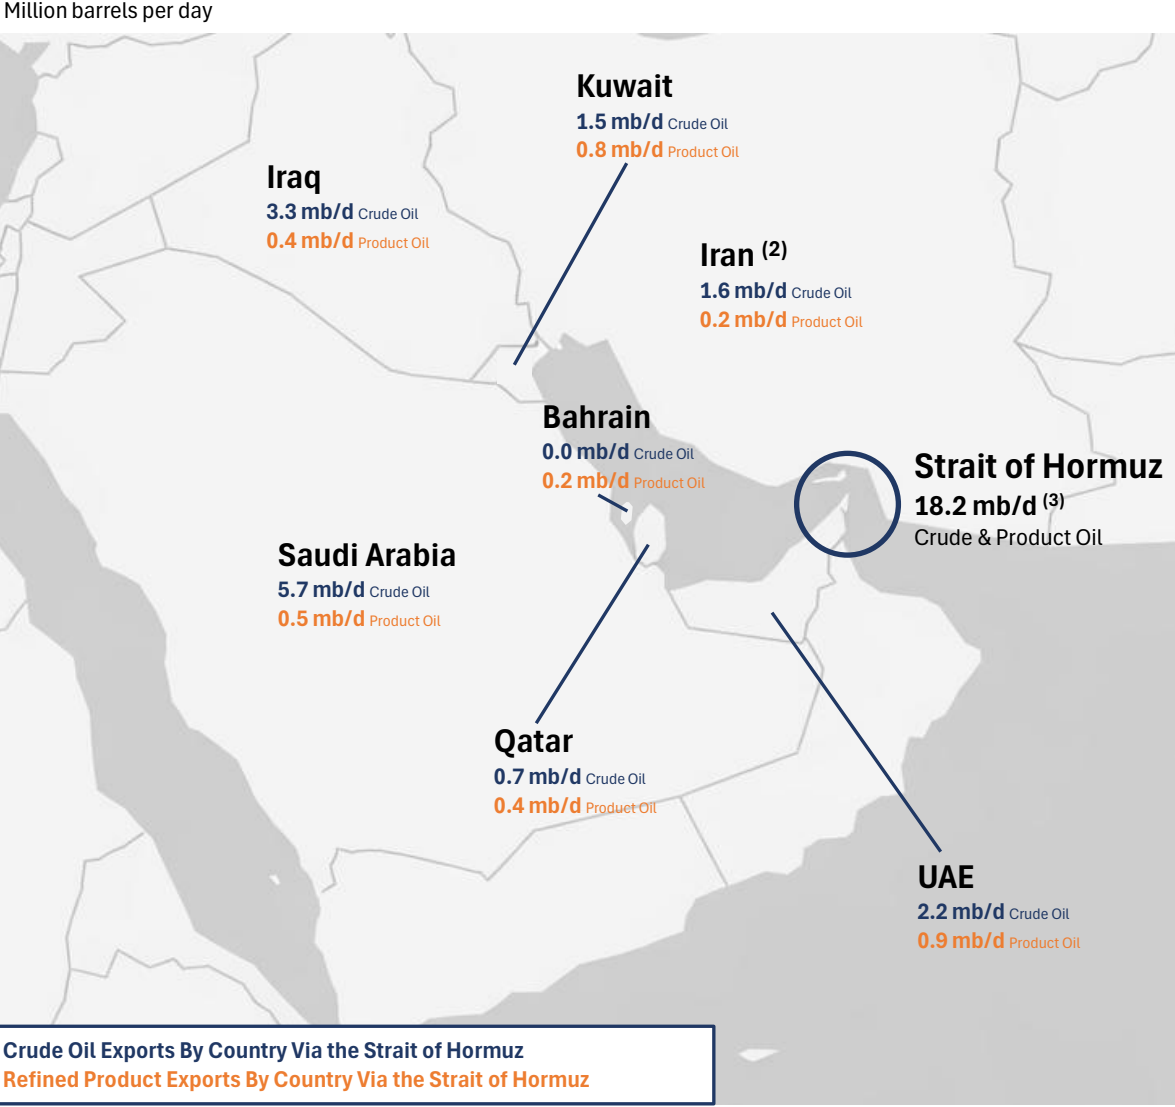 Million barrels per day
Kuwait
1.5 mb/d Crude Oil
0.8 mb/d Product Oil
Iraq
3.3 mb/d Crude Oil
0.4 mb/d Product Oil
Iran (2)
1.6 mb/d Crude Oil
0.2 mb/d Product Oil
Bahrain
0.0 mb/d Crude Oil
0.2 mb/d Product Oil
Strait of Hormuz
18.2 mb/d (3)
Crude & Product Oil
Saudi Arabia
5.7 mb/d Crude Oil
0.5 mb/d Product Oil
Qatar
0.7 mb/d Crude Oil
0.4 mb/d Product Oil
UAE
2.2 mb/d Crude Oil
0.9 mb/d Product Oil
Crude Oil Exports By Country Via the Strait of Hormuz
Refined Product Exports By Country Via the Strait of Hormuz